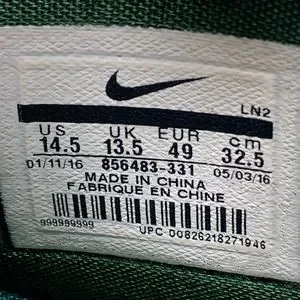 LN2
US UK EUR cm
14.5 13.5 49 32.5
01/11/16 856483-331 05/03/16
MADE IN CHINA
FABRIQUE EN CHINE
999999999
UPC 00826218271946